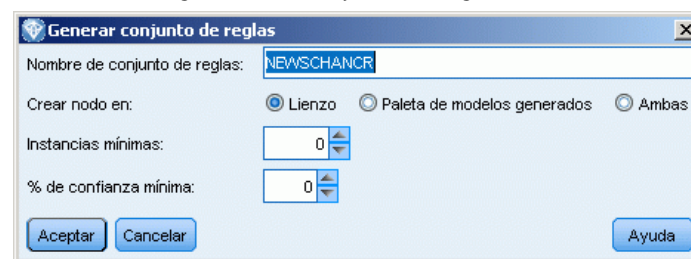 Generar conjunto de reglas
Nombre de conjunto de reglas: NEWSCHANCR
Crear nodo en: Lienzo Paleta de modelos generados Ambas
Instancias mínimas: 0
% de confianza mínima: 0
Aceptar Cancelar Ayuda